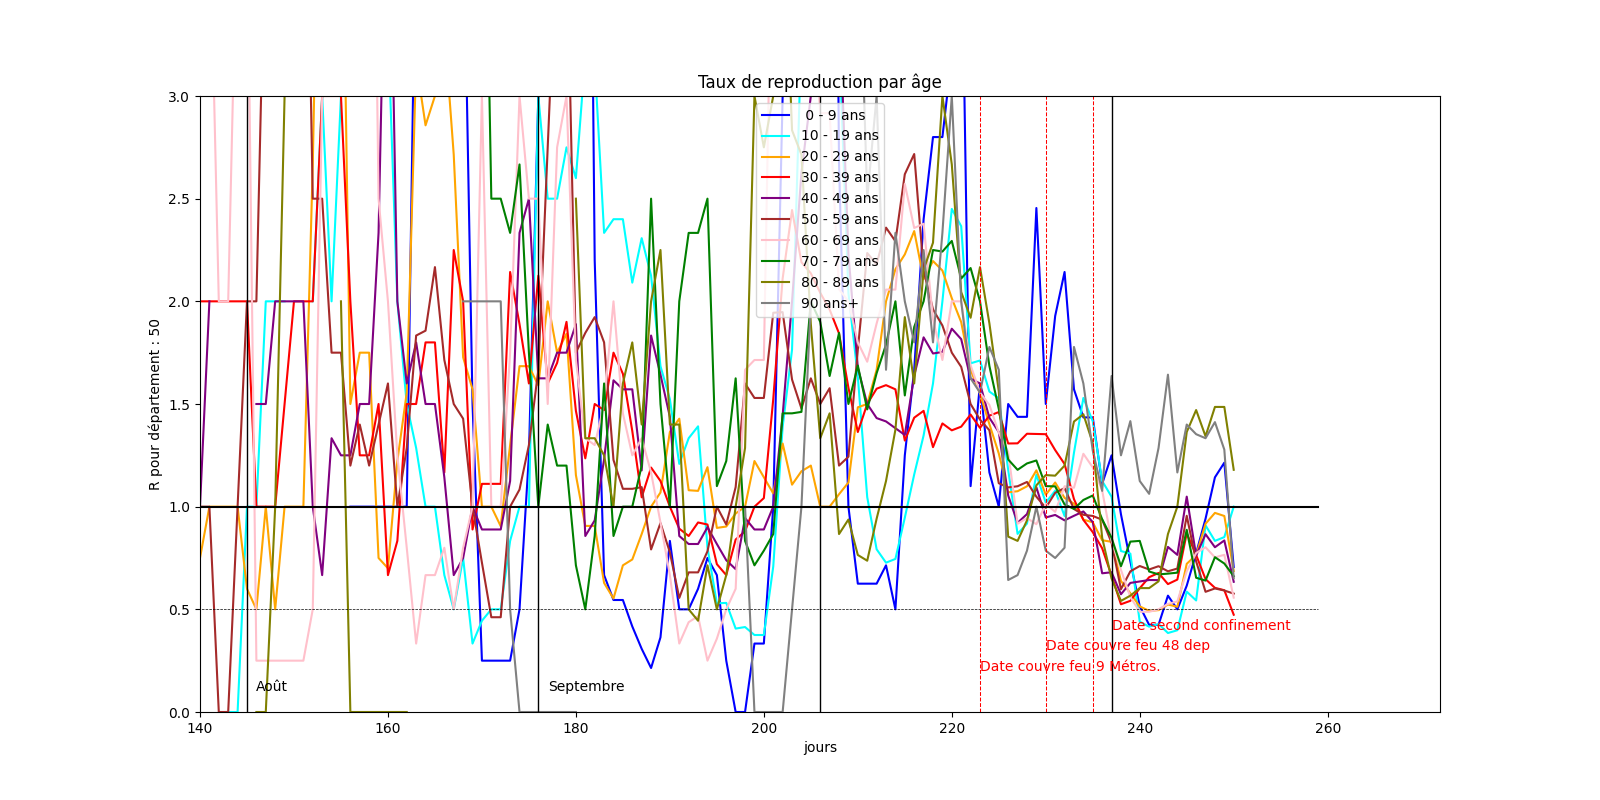 Taux de reproduction par âge
R pour département : 50
3.0
2.5
2.0
1.5
1.0
0.5
0.0
0 - 9 ans
10 - 19 ans
20 - 29 ans
30 - 39 ans
40 - 49 ans
50 - 59 ans
60 - 69 ans
70 - 79 ans
80 - 89 ans
90 ans+
Date second confinement
Date couvre feu 48 dep
Date couvre feu 9 Métros.
Août
Septembre
140 160 180 200 220 240 260
jours